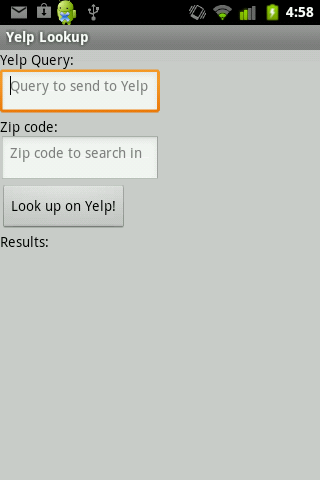 4:58
Yelp Lookup
Yelp Query:
Query to send to Yelp
Zip code:
Zip code to search in
Look up on Yelp!
Results: